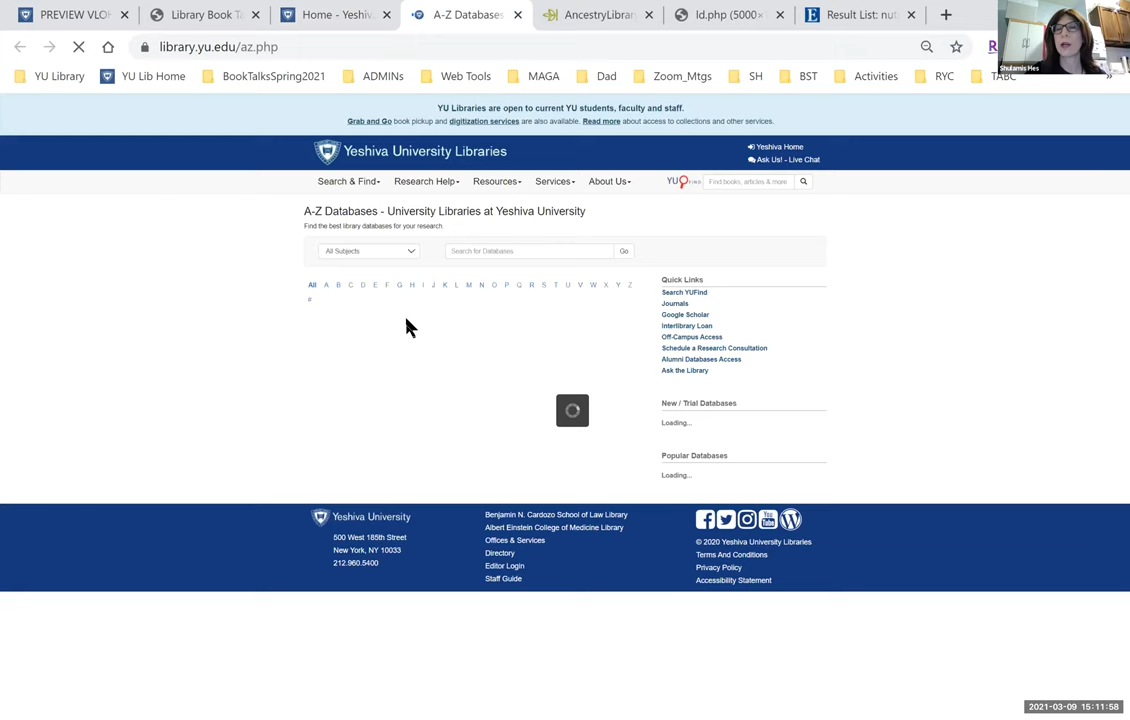 PREVIEW VLOI
Library Book Ta
Home - Yeshiv
A-Z Databases
AncestryLibrar
ld.php (5000×
Result List: nut
library.yu.edu/az.php
YU Library
YU Lib Home
BookTalksSpring2021
ADMINs
Web Tools
MAGA
Dad
Zoom_Mtgs
SH
BST
Activities
RYC
TABC
Shulamis Hes
YU Libraries are open to current YU students, faculty and staff.
Grab and Go book pickup and digitization services are also available. Read more about access to collections and other services.
Yeshiva University Libraries
Yeshiva Home
Ask Us! - Live Chat
Search & Find
Research Help
Resources
Services
About Us
YU FIND
Find books, articles & more
A-Z Databases - University Libraries at Yeshiva University
Find the best library databases for your research.
All Subjects
Search for Databases
Go
All A B C D E F G H I J K L M N O P Q R S T U V W X Y Z
#
Quick Links
Search YUFind
Journals
Google Scholar
Interlibrary Loan
Off-Campus Access
Schedule a Research Consultation
Alumni Databases Access
Ask the Library
New / Trial Databases
Loading...
Popular Databases
Loading...
Yeshiva University
500 West 185th Street
New York, NY 10033
212.960.5400
Benjamin N. Cardozo School of Law Library
Albert Einstein College of Medicine Library
Offices & Services
Directory
Editor Login
Staff Guide
You Tube
© 2020 Yeshiva University Libraries
Terms And Conditions
Privacy Policy
Accessibility Statement
2021-03-09 15:11:58